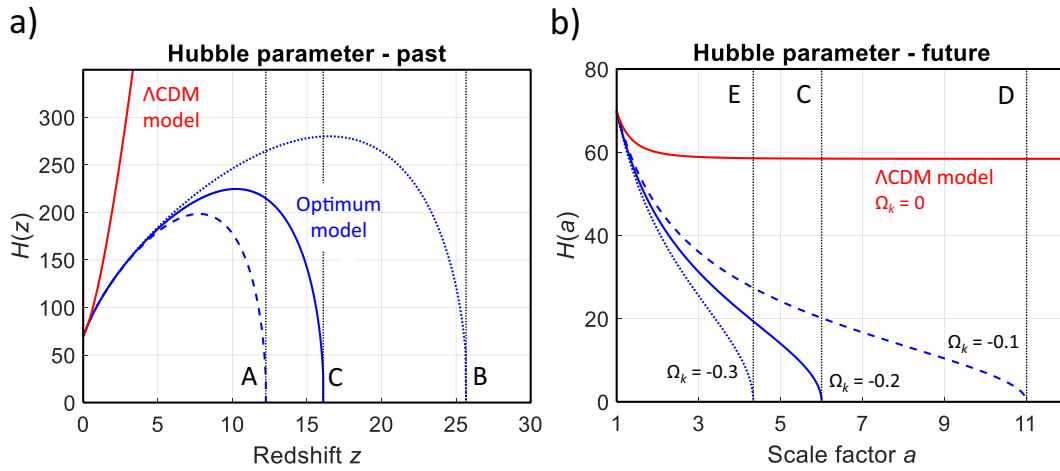 a)
Hubble parameter - past
ΛCDM
model
Optimum
model
A
C
B
H(z)
0
50
100
150
200
250
300
0
5
10
15
20
25
30
Redshift z
b)
Hubble parameter - future
E
C
D
ΛCDM model
Ωk = 0
Ωk = -0.1
Ωk = -0.3
Ωk = -0.2
H(a)
80
60
40
20
0
1
3
5
7
9
11
Scale factor a